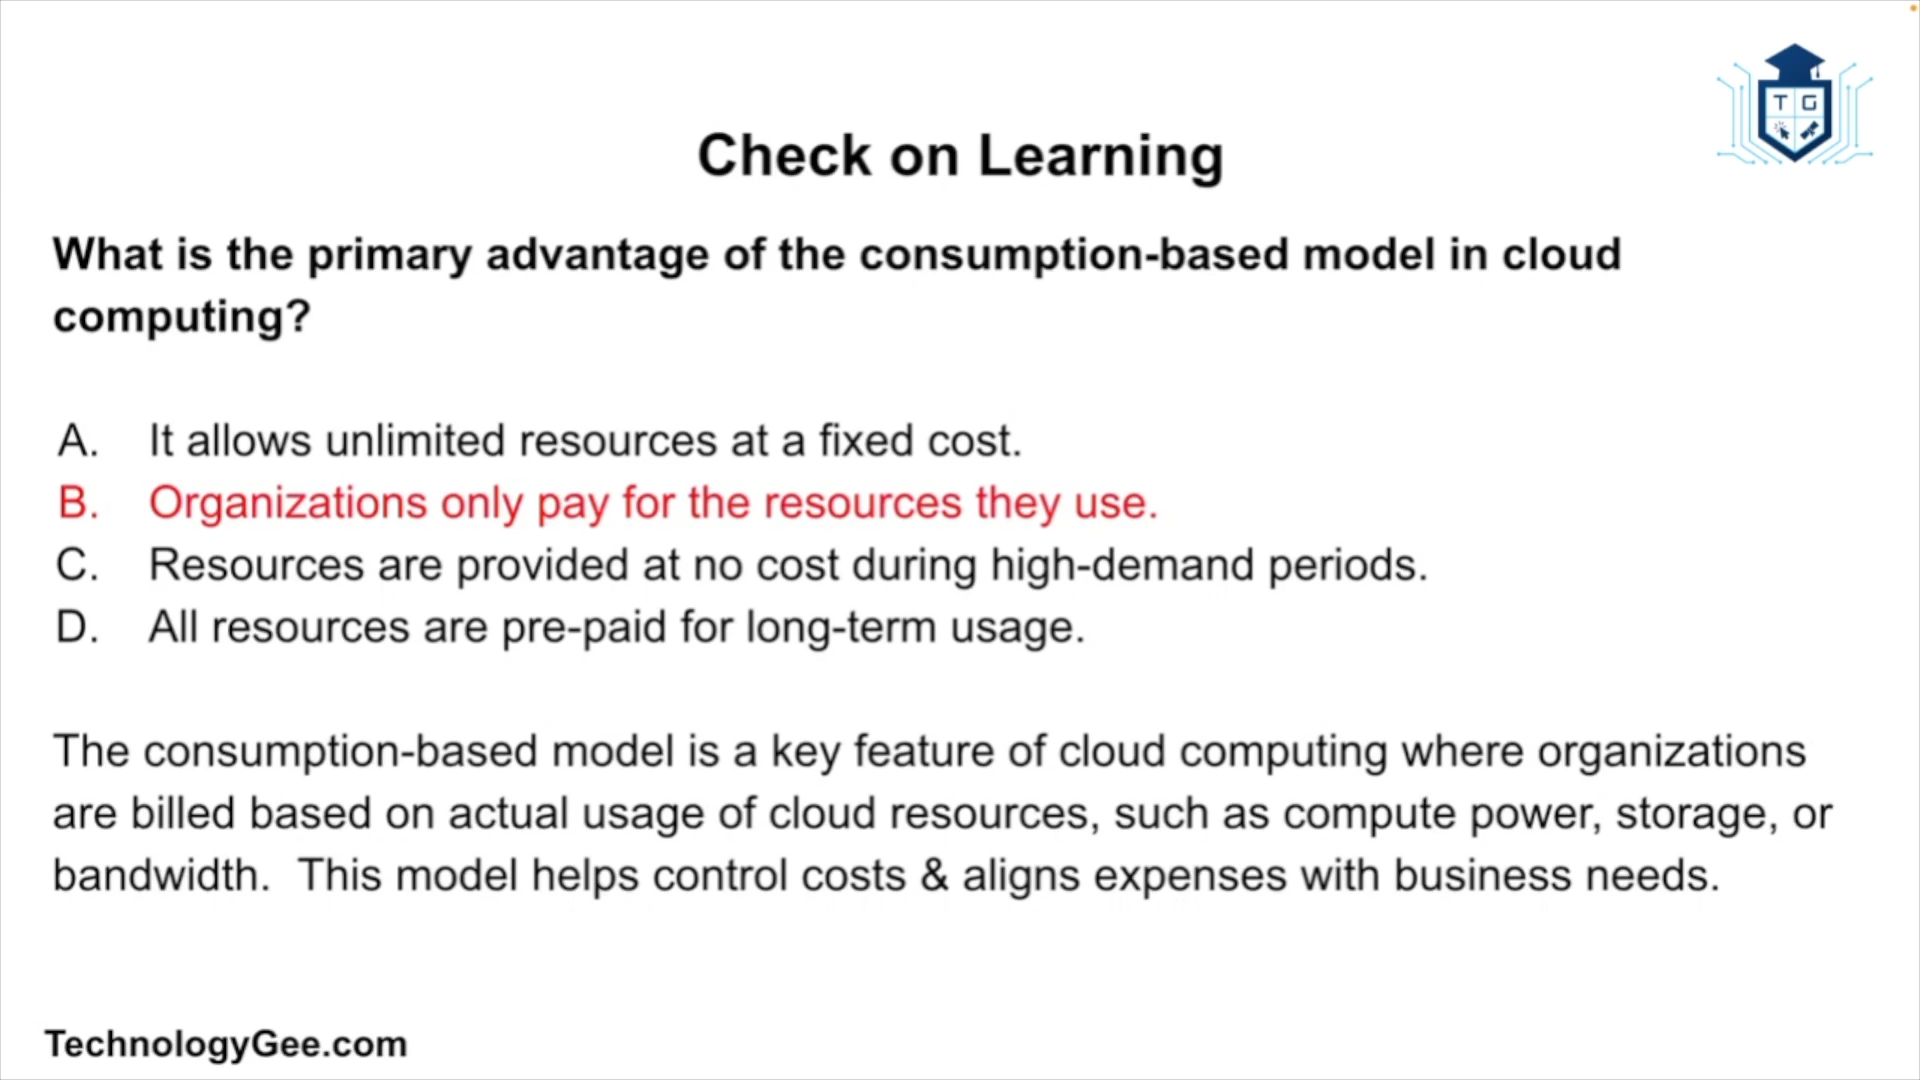 T G
Check on Learning
What is the primary advantage of the consumption-based model in cloud
computing?
A. It allows unlimited resources at a fixed cost.
B. Organizations only pay for the resources they use.
C. Resources are provided at no cost during high-demand periods.
D. All resources are pre-paid for long-term usage.
The consumption-based model is a key feature of cloud computing where organizations
are billed based on actual usage of cloud resources, such as compute power, storage, or
bandwidth.  This model helps control costs & aligns expenses with business needs.
TechnologyGee.com